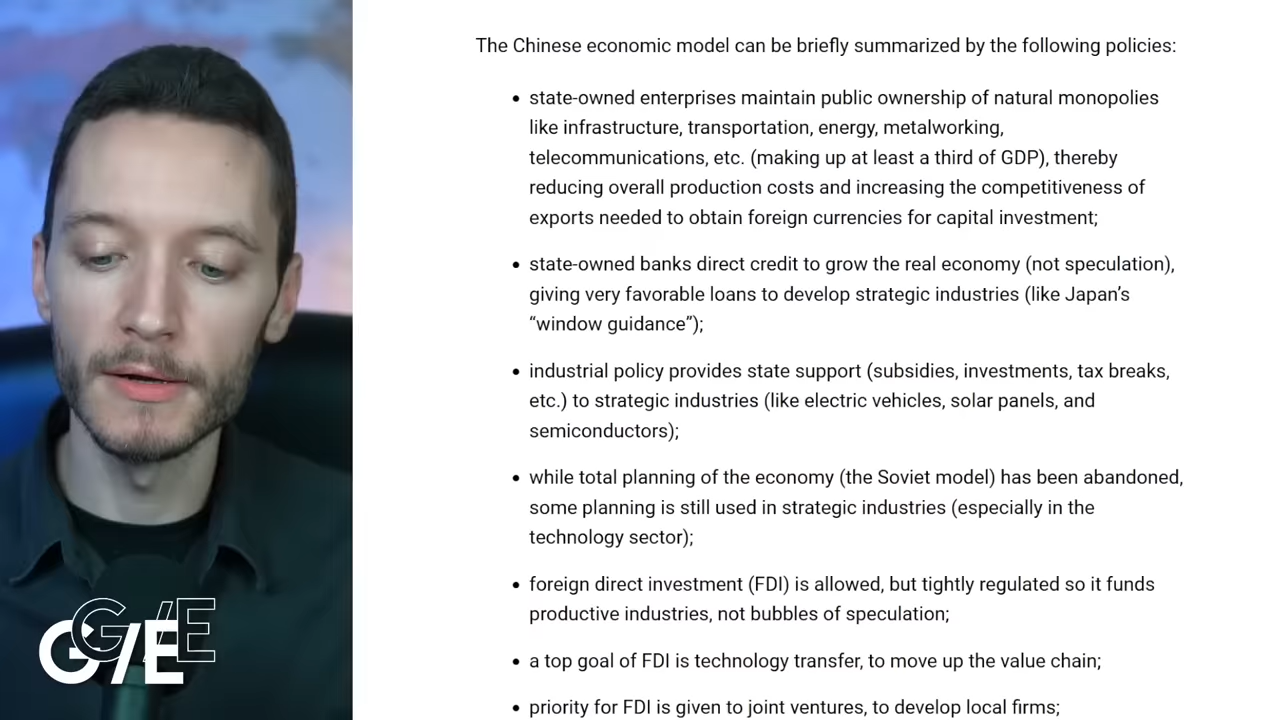 The Chinese economic model can be briefly summarized by the following policies:
• state-owned enterprises maintain public ownership of natural monopolies
like infrastructure, transportation, energy, metalworking,
telecommunications, etc. (making up at least a third of GDP), thereby
reducing overall production costs and increasing the competitiveness of
exports needed to obtain foreign currencies for capital investment;
• state-owned banks direct credit to grow the real economy (not speculation),
giving very favorable loans to develop strategic industries (like Japan’s
“window guidance”);
• industrial policy provides state support (subsidies, investments, tax breaks,
etc.) to strategic industries (like electric vehicles, solar panels, and
semiconductors);
• while total planning of the economy (the Soviet model) has been abandoned,
some planning is still used in strategic industries (especially in the
technology sector);
• foreign direct investment (FDI) is allowed, but tightly regulated so it funds
productive industries, not bubbles of speculation;
• a top goal of FDI is technology transfer, to move up the value chain;
• priority for FDI is given to joint ventures, to develop local firms;
G/E
G/E